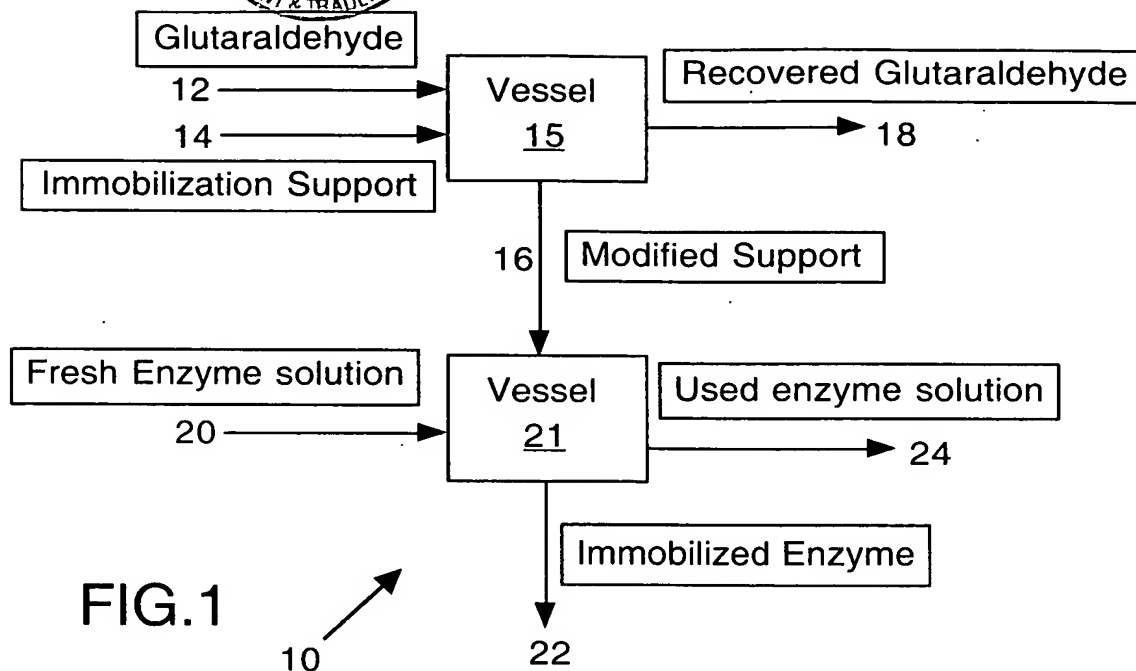 & TRADE
Glutaraldehyde
12
14
Immobilization Support
Vessel
15
Recovered Glutaraldehyde
18
16
Modified Support
Fresh Enzyme solution
20
Vessel
21
Used enzyme solution
24
Immobilized Enzyme
22
FIG.1
10